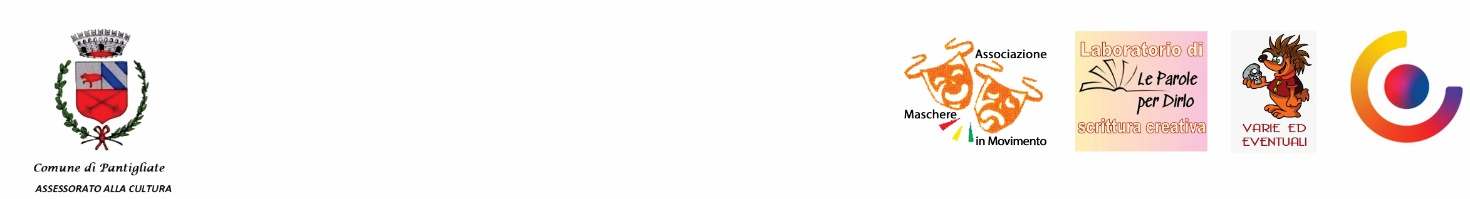 Comune di Pantigliate
ASSESSORATO ALLA CULTURA
Associazione
Maschere
in Movimento
Laboratorio di
Le Parole
per Dirlo
scrittura creativa
VARIE ED
EVENTUALI